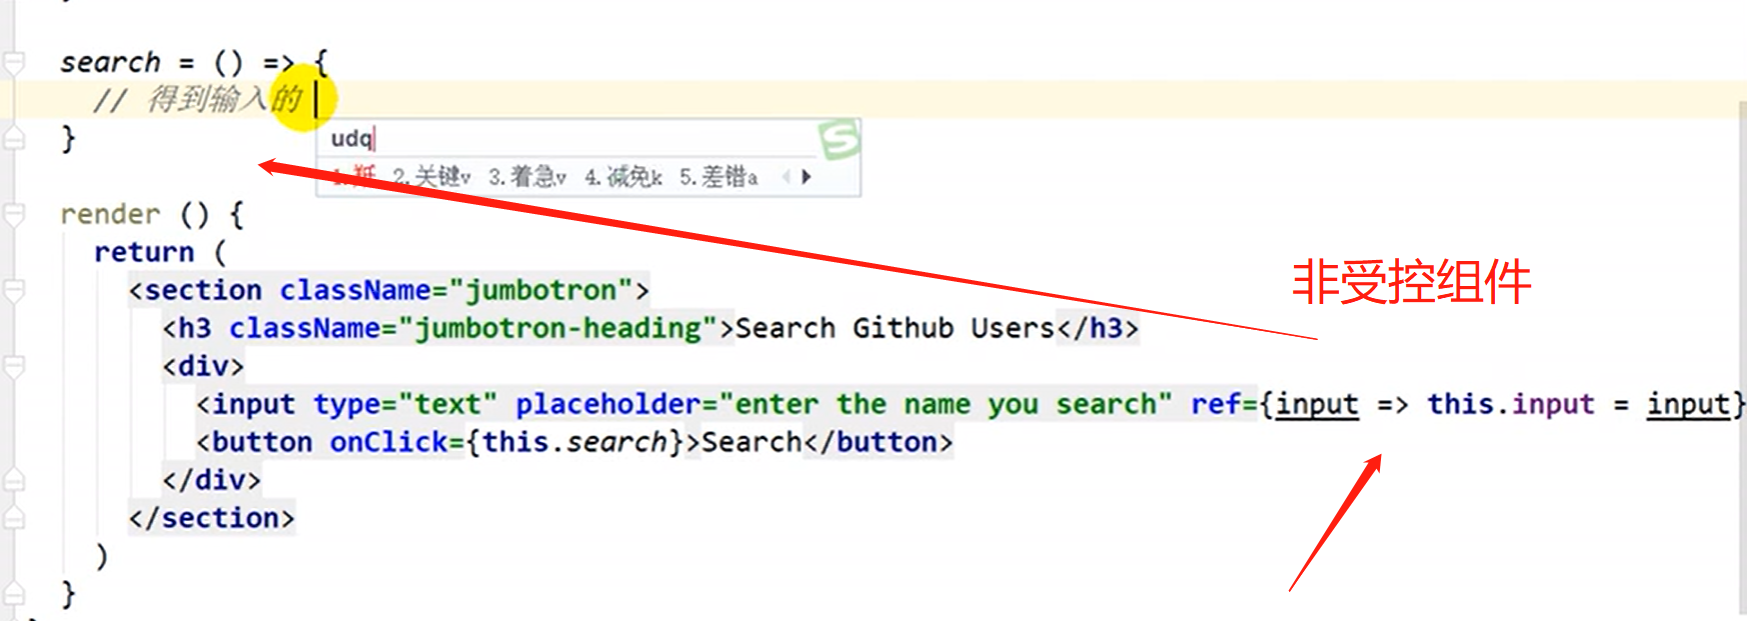 search = () => {
// 得到输入的
udq
2.关键v 3.着急v 4.减免k 5.差错a
}
render () {
return (
<section className="jumbotron">
非受控组件
<h3 className="jumbotron-heading">Search Github Users</h3>
<div>
<input type="text" placeholder="enter the name you search" ref={input => this.input = input}
<button onClick={this.search}>Search</button>
</div>
</section>
)
}